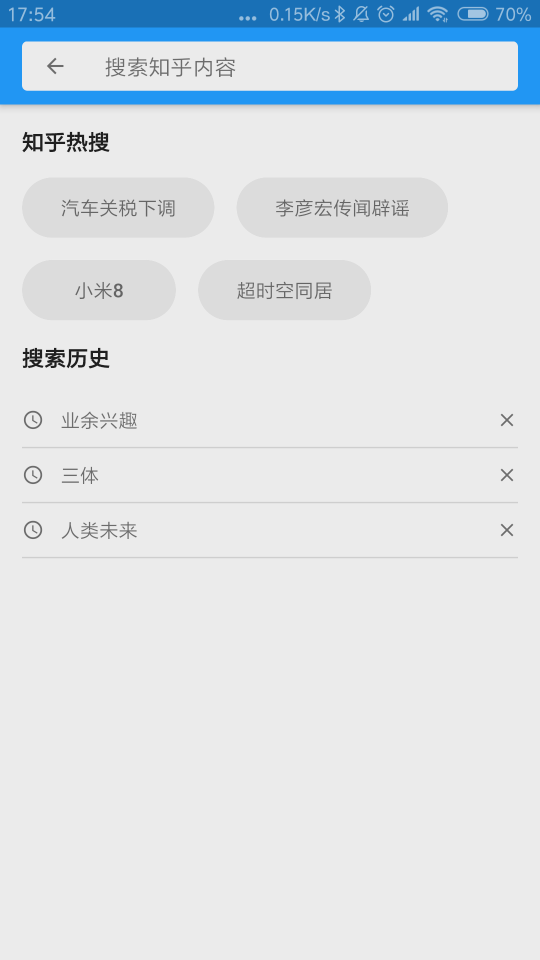 17:54 ... 0.15K/s 70%
搜索知乎内容
知乎热搜
汽车关税下调 李彦宏传闻辟谣
小米8 超时空同居
搜索历史
业余兴趣
三体
人类未来